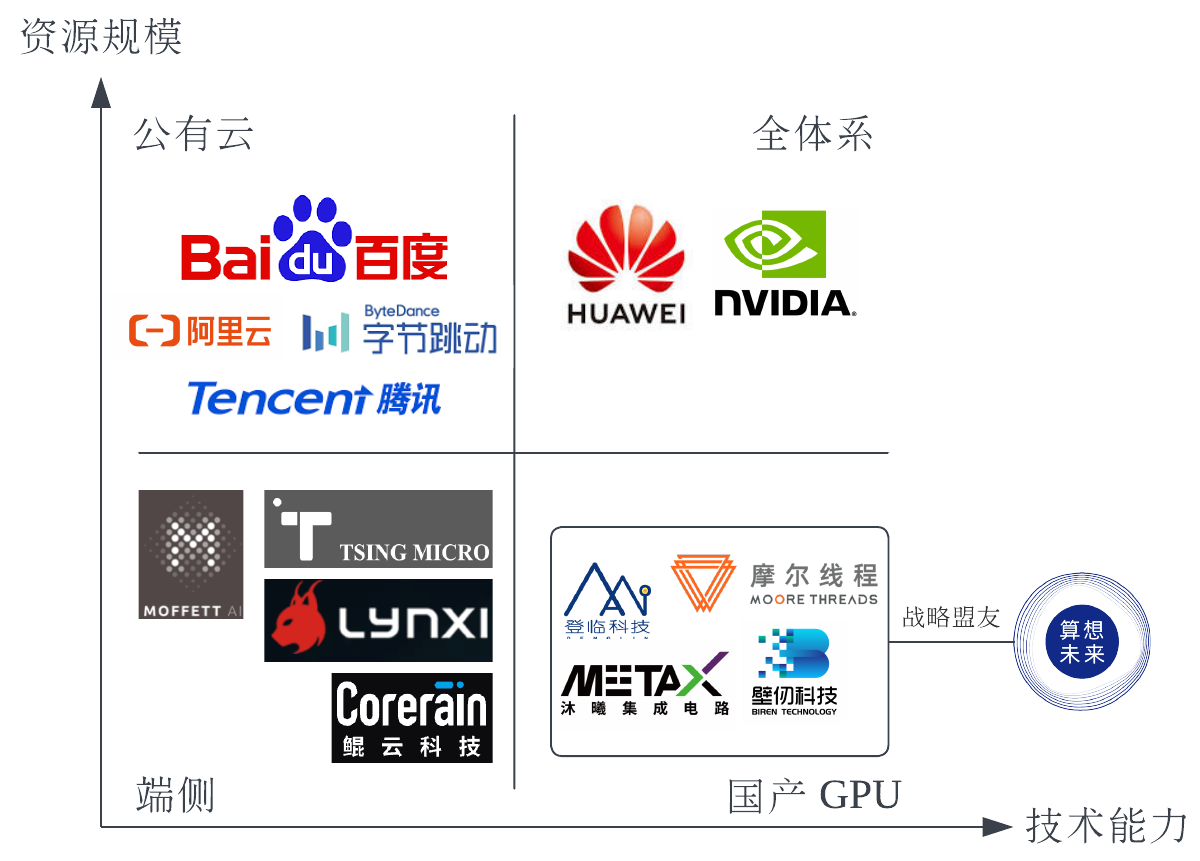 资源规模
公有云
全体系
Bai du 百度
HUAWEI
NVIDIA.
阿里云
ByteDance
字节跳动
Tencent 腾讯
MOFFETT AI
TSING MICRO
LYNXI
Corerain
鲲云科技
登临科技
摩尔线程
MOORE THREADS
METAX
沐曦集成电路
壁仞科技
BIREN TECHNOLOGY
战略盟友
算想
未来
端侧
国产 GPU
技术能力